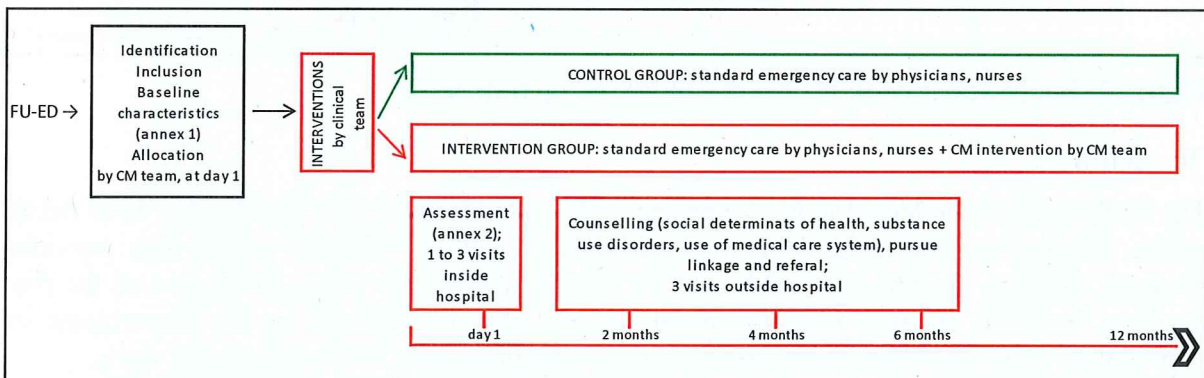 FU-ED →
Identification
Inclusion
Baseline
characteristics
(annex 1)
Allocation
by CM team, at day 1
INTERVENTIONS
by clinical
team
CONTROL GROUP: standard emergency care by physicians, nurses
INTERVENTION GROUP: standard emergency care by physicians, nurses + CM intervention by CM team
Assessment
(annex 2);
1 to 3 visits
inside
hospital
Counselling (social determinats of health, substance
use disorders, use of medical care system), pursue
linkage and referal;
3 visits outside hospital
day 1
2 months
4 months
6 months
12 months